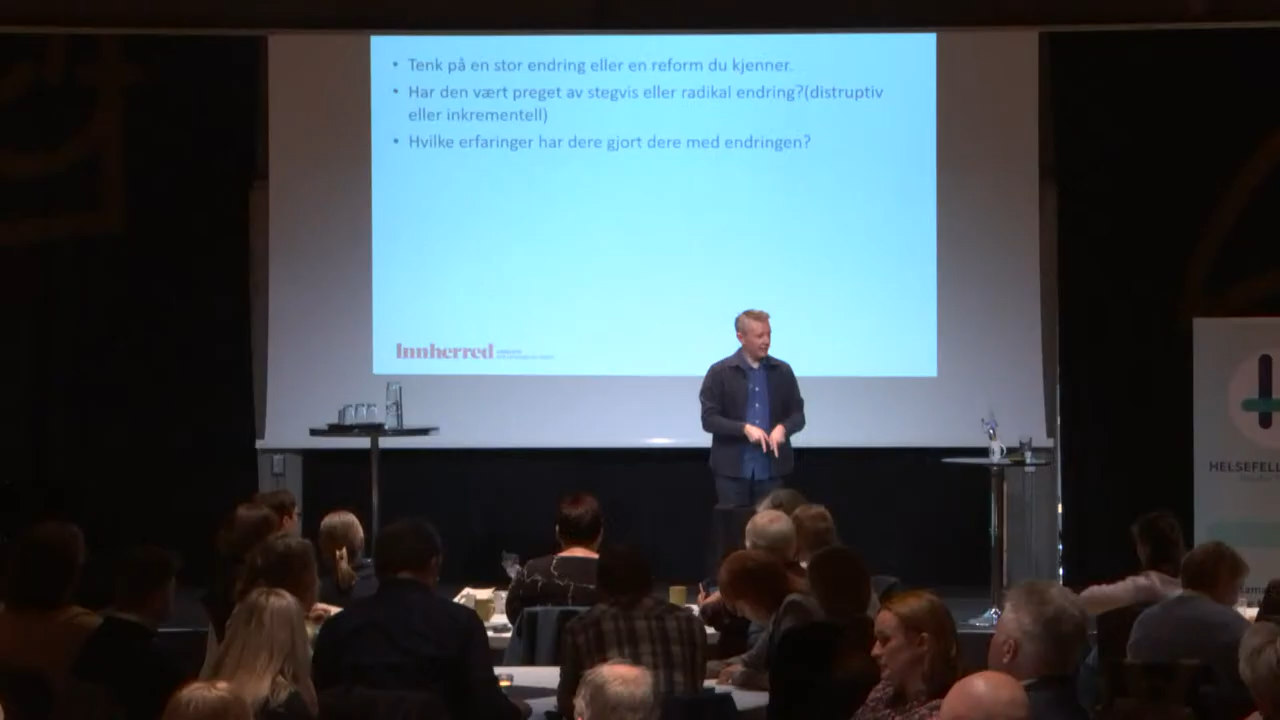 • Tenk på en stor endring eller en reform du kjenner.
• Har den vært preget av stegvis eller radikal endring?(distruptiv
eller inkrementell)
• Hvilke erfaringer har dere gjort dere med endringen?
Innherred
HELSEFELL